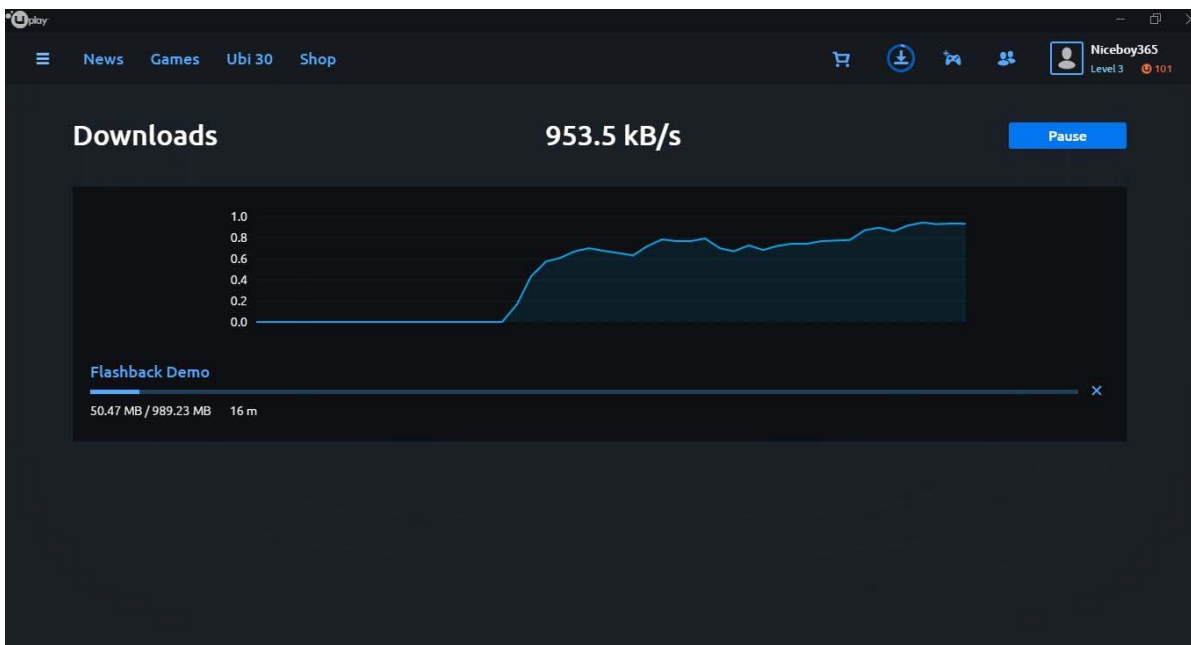 Uplay
News Games Ubi 30 Shop
Niceboy365
Level 3 101
Downloads 953.5 kB/s Pause
1.0
0.8
0.6
0.4
0.2
0.0
Flashback Demo
50.47 MB / 989.23 MB 16 m